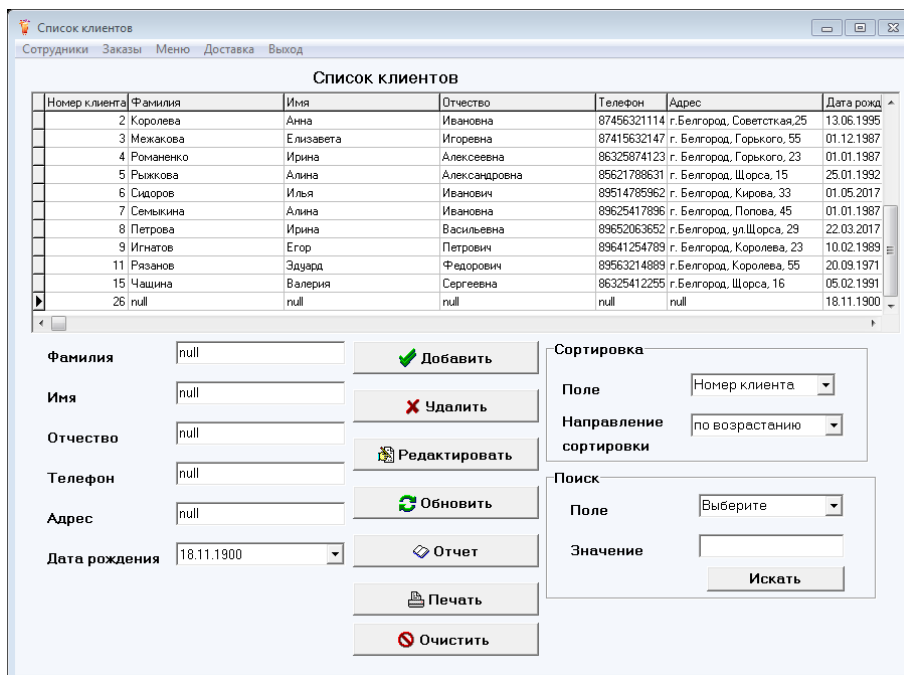 Список клиентов
Сотрудники Заказы Меню Доставка Выход
Список клиентов
Номер клиента Фамилия Имя Отчество Телефон Адрес Дата рожд
2 Королева Анна Ивановна 87456321114 г.Белгород, Советсткая,25 13.06.1995
3 Межакова Елизавета Игоревна 87415632147 г. Белгород, Горького, 55 01.12.1987
4 Романенко Ирина Алексеевна 86325874123 г. Белгород, Горького, 23 01.01.1987
5 Рыжкова Алина Александровна 85621788631 г. Белгород, Щорса, 15 25.01.1992
6 Сидоров Илья Иванович 89514785962 г. Белгород, Кирова, 33 01.05.2017
7 Семыкина Алина Ивановна 89625417896 г. Белгород, Попова, 45 01.01.1987
8 Петрова Ирина Васильевна 89652063652 г. Белгород, ул.Щорса, 29 22.03.2017
9 Игнатов Егор Петрович 89641254789 г. Белгород, Королева, 23 10.02.1989
11 Рязанов Эдуард Федорович 89563214889 г.Белгород, Королева, 55 20.09.1971
15 Чащина Валерия Сергеевна 86325412255 г.Белгород, Щорса, 16 05.02.1991
26 null null null null null 18.11.1900
Фамилия null
Имя null
Отчество null
Телефон null
Адрес null
Дата рождения 18.11.1900
Добавить
Удалить
Редактировать
Обновить
Отчет
Печать
Очистить
Сортировка
Поле Номер клиента
Направление
сортировки по возрастанию
Поиск
Поле Выберите
Значение
Искать